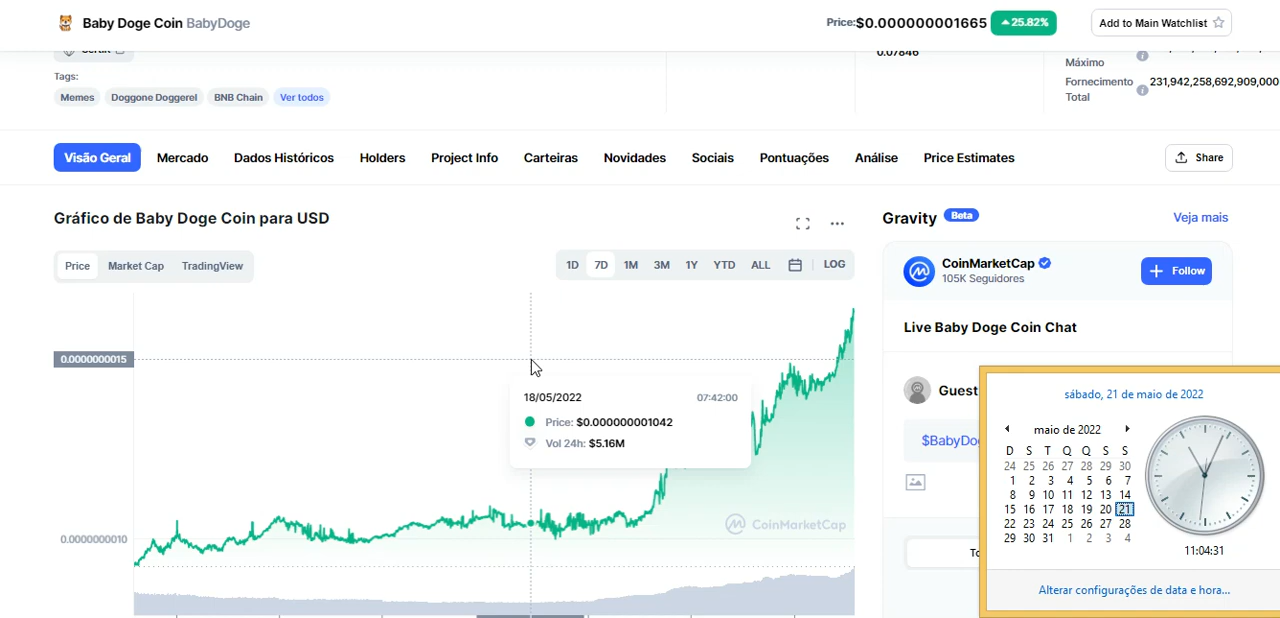 Baby Doge Coin BabyDoge
Price:$0.000000001665 25.82% Add to Main Watchlist
0.07846
Máximo
Tags:
Fornecimento Total 231,942,258,692,909,000
Memes Doggone Doggerel BNB Chain Ver todos
Visão Geral Mercado Dados Históricos Holders Project Info Carteiras Novidades Sociais Pontuações Análise Price Estimates Share
Gráfico de Baby Doge Coin para USD
Price Market Cap TradingView
1D 7D 1M 3M 1Y YTD ALL LOG
0.0000000015
18/05/2022 07:42:00
Price: $0.000000001042
Vol 24h: $5.16M
0.0000000010
CoinMarketCap
Gravity Beta Veja mais
CoinMarketCap
105K Seguidores
Follow
Live Baby Doge Coin Chat
Guest
sábado, 21 de maio de 2022
maio de 2022
D S T Q Q S S
24 25 26 27 28 29 30
1 2 3 4 5 6 7
8 9 10 11 12 13 14
15 16 17 18 19 20 21
22 23 24 25 26 27 28
29 30 31 1 2 3 4
11:04:31
Alterar configurações de data e hora...